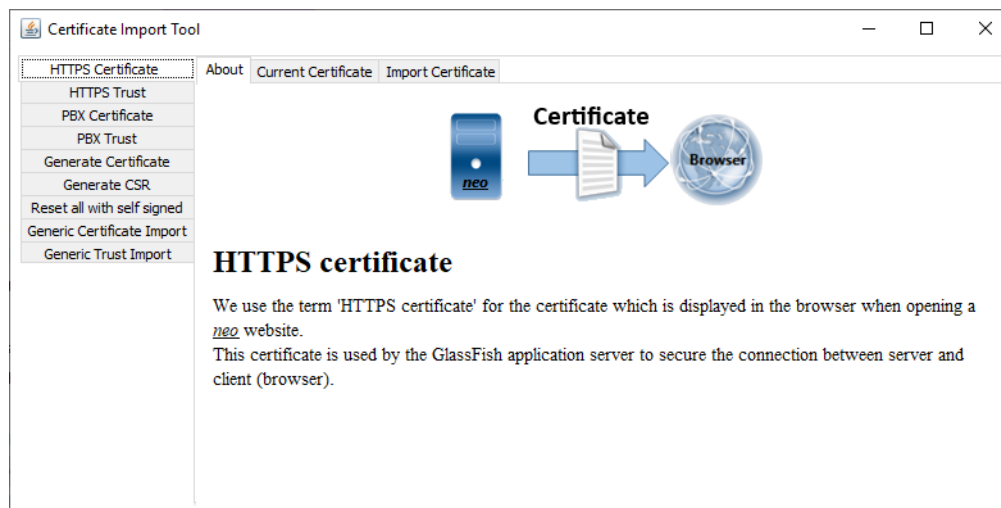 Certificate Import Tool
HTTPS Certificate
HTTPS Trust
PBX Certificate
PBX Trust
Generate Certificate
Generate CSR
Reset all with self signed
Generic Certificate Import
Generic Trust Import
About Current Certificate Import Certificate
Certificate
neo
Browser
HTTPS certificate
We use the term 'HTTPS certificate' for the certificate which is displayed in the browser when opening a
neo website.
This certificate is used by the GlassFish application server to secure the connection between server and
client (browser).